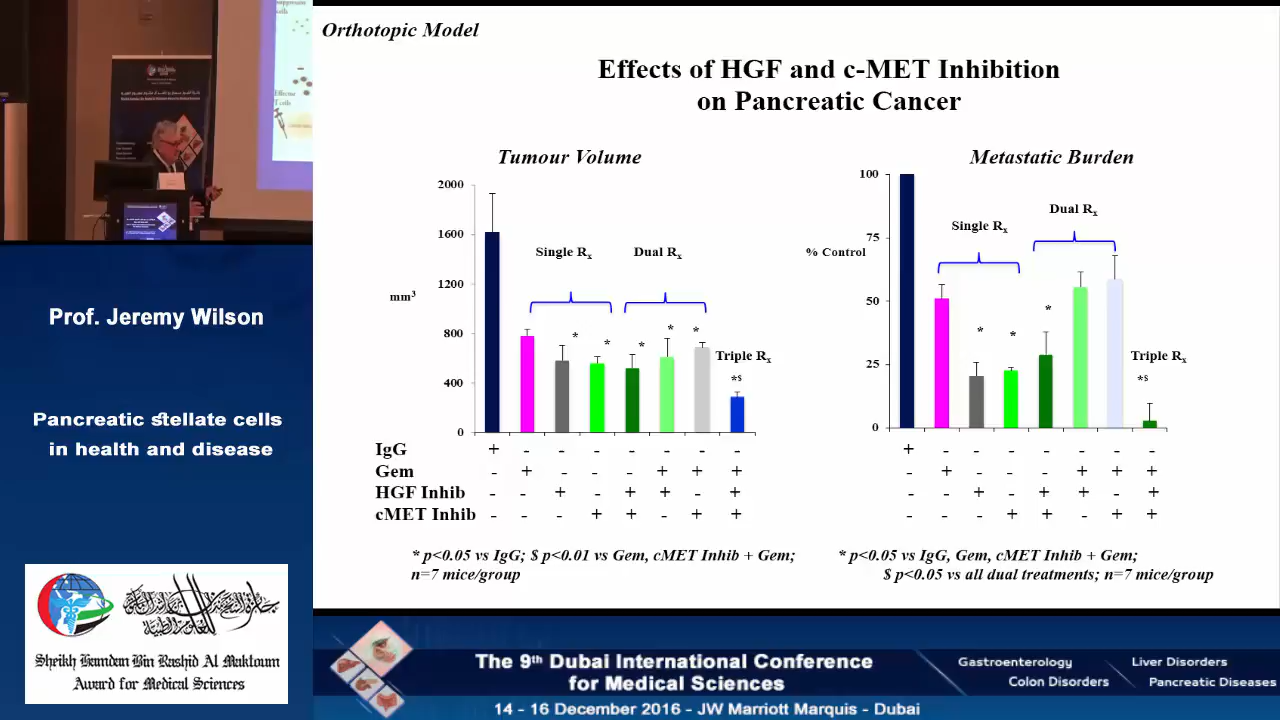 Orthotopic Model
Effects of HGF and c-MET Inhibition
on Pancreatic Cancer
Tumour Volume
2000
1600
1200
800
400
0
mm³
Single Rx
Dual Rx
Triple Rx
* * * * * *$
IgG + - - - - - - -
Gem - + - - - + + +
HGF Inhib - - + - + + - +
cMET Inhib - - - + + - + +
* p<0.05 vs IgG; $ p<0.01 vs Gem, cMET Inhib + Gem;
n=7 mice/group
Metastatic Burden
100
75
50
25
0
% Control
Single Rx
Dual Rx
Triple Rx
* * * *$
+ - - - - - - -
- + - - - + + +
- - + - + + - +
- - - + + - + +
* p<0.05 vs IgG, Gem, cMET Inhib + Gem;
$ p<0.05 vs all dual treatments; n=7 mice/group
Effector
T cells
cells
Prof. Jeremy Wilson
Pancreatic stellate cells
in health and disease
Sheikh Hamdan Bin Rashid Al Maktoum
Award for Medical Sciences
The 9th Dubai International Conference
for Medical Sciences
14 - 16 December 2016 - JW Marriott Marquis - Dubai
Gastroenterology
Liver Disorders
Colon Disorders
Pancreatic Diseases